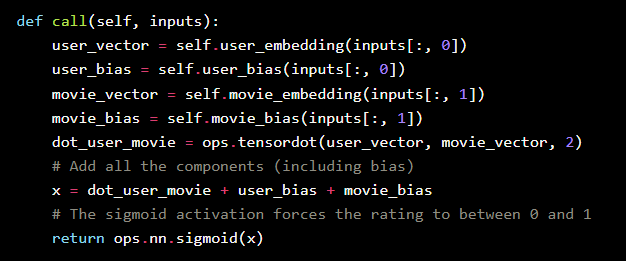 def call(self, inputs):
    user_vector = self.user_embedding(inputs[:, 0])
    user_bias = self.user_bias(inputs[:, 0])
    movie_vector = self.movie_embedding(inputs[:, 1])
    movie_bias = self.movie_bias(inputs[:, 1])
    dot_user_movie = ops.tensordot(user_vector, movie_vector, 2)
    # Add all the components (including bias)
    x = dot_user_movie + user_bias + movie_bias
    # The sigmoid activation forces the rating to between 0 and 1
    return ops.nn.sigmoid(x)